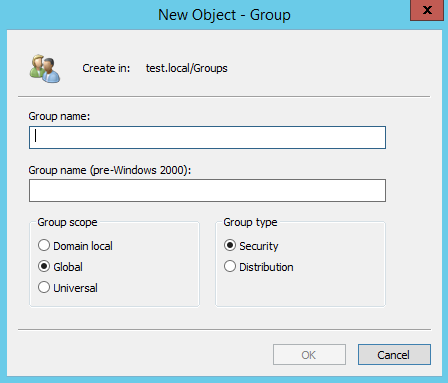 New Object - Group
x
Create in: test.local/Groups
Group name:
Group name (pre-Windows 2000):
Group scope
Domain local
Global
Universal
Group type
Security
Distribution
OK
Cancel